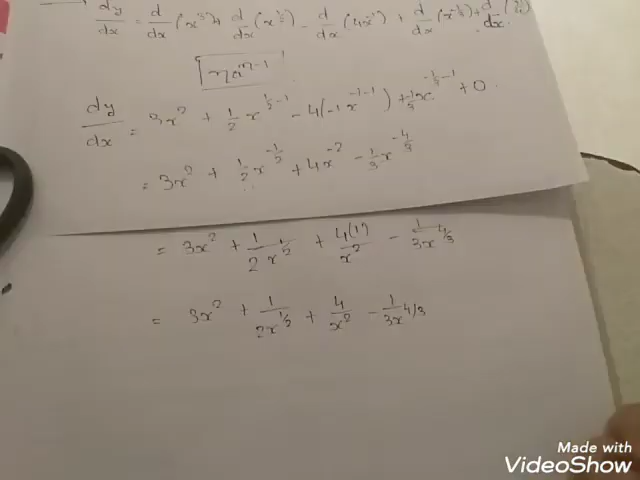 dy/dx = d/dx (x³) + d/dx (x^1/2) - d/dx (4x⁻¹) + d/dx (x^-1/3) + d/dx
nx^n-1
dy/dx = 3x² + 1/2 x^1/2-1 - 4(-1x^-1-1) + -1/3 x^-1/3-1 + 0
= 3x² + 1/2 x^-1/2 + 4x⁻² - 1/3 x^-4/3
= 3x² + 1/2x^1/2 + 4(1)/x² - 1/3x^4/3
= 3x² + 1/2x^1/2 + 4/x² - 1/3x^4/3
Made with
VideoShow